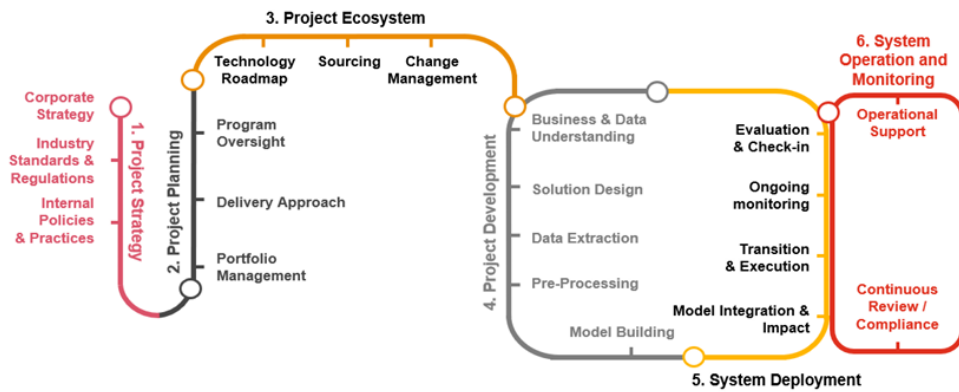 1. Project Strategy
Corporate
Strategy
Industry
Standards &
Regulations
Internal
Policies
& Practices
2. Project Planning
Program
Oversight
Delivery Approach
Portfolio
Management
3. Project Ecosystem
Technology
Roadmap
Sourcing
Change
Management
4. Project Development
Business & Data
Understanding
Solution Design
Data Extraction
Pre-Processing
Model Building
5. System Deployment
Evaluation
& Check-in
Ongoing
monitoring
Transition
& Execution
Model Integration &
Impact
6. System
Operation and
Monitoring
Operational
Support
Continuous
Review /
Compliance